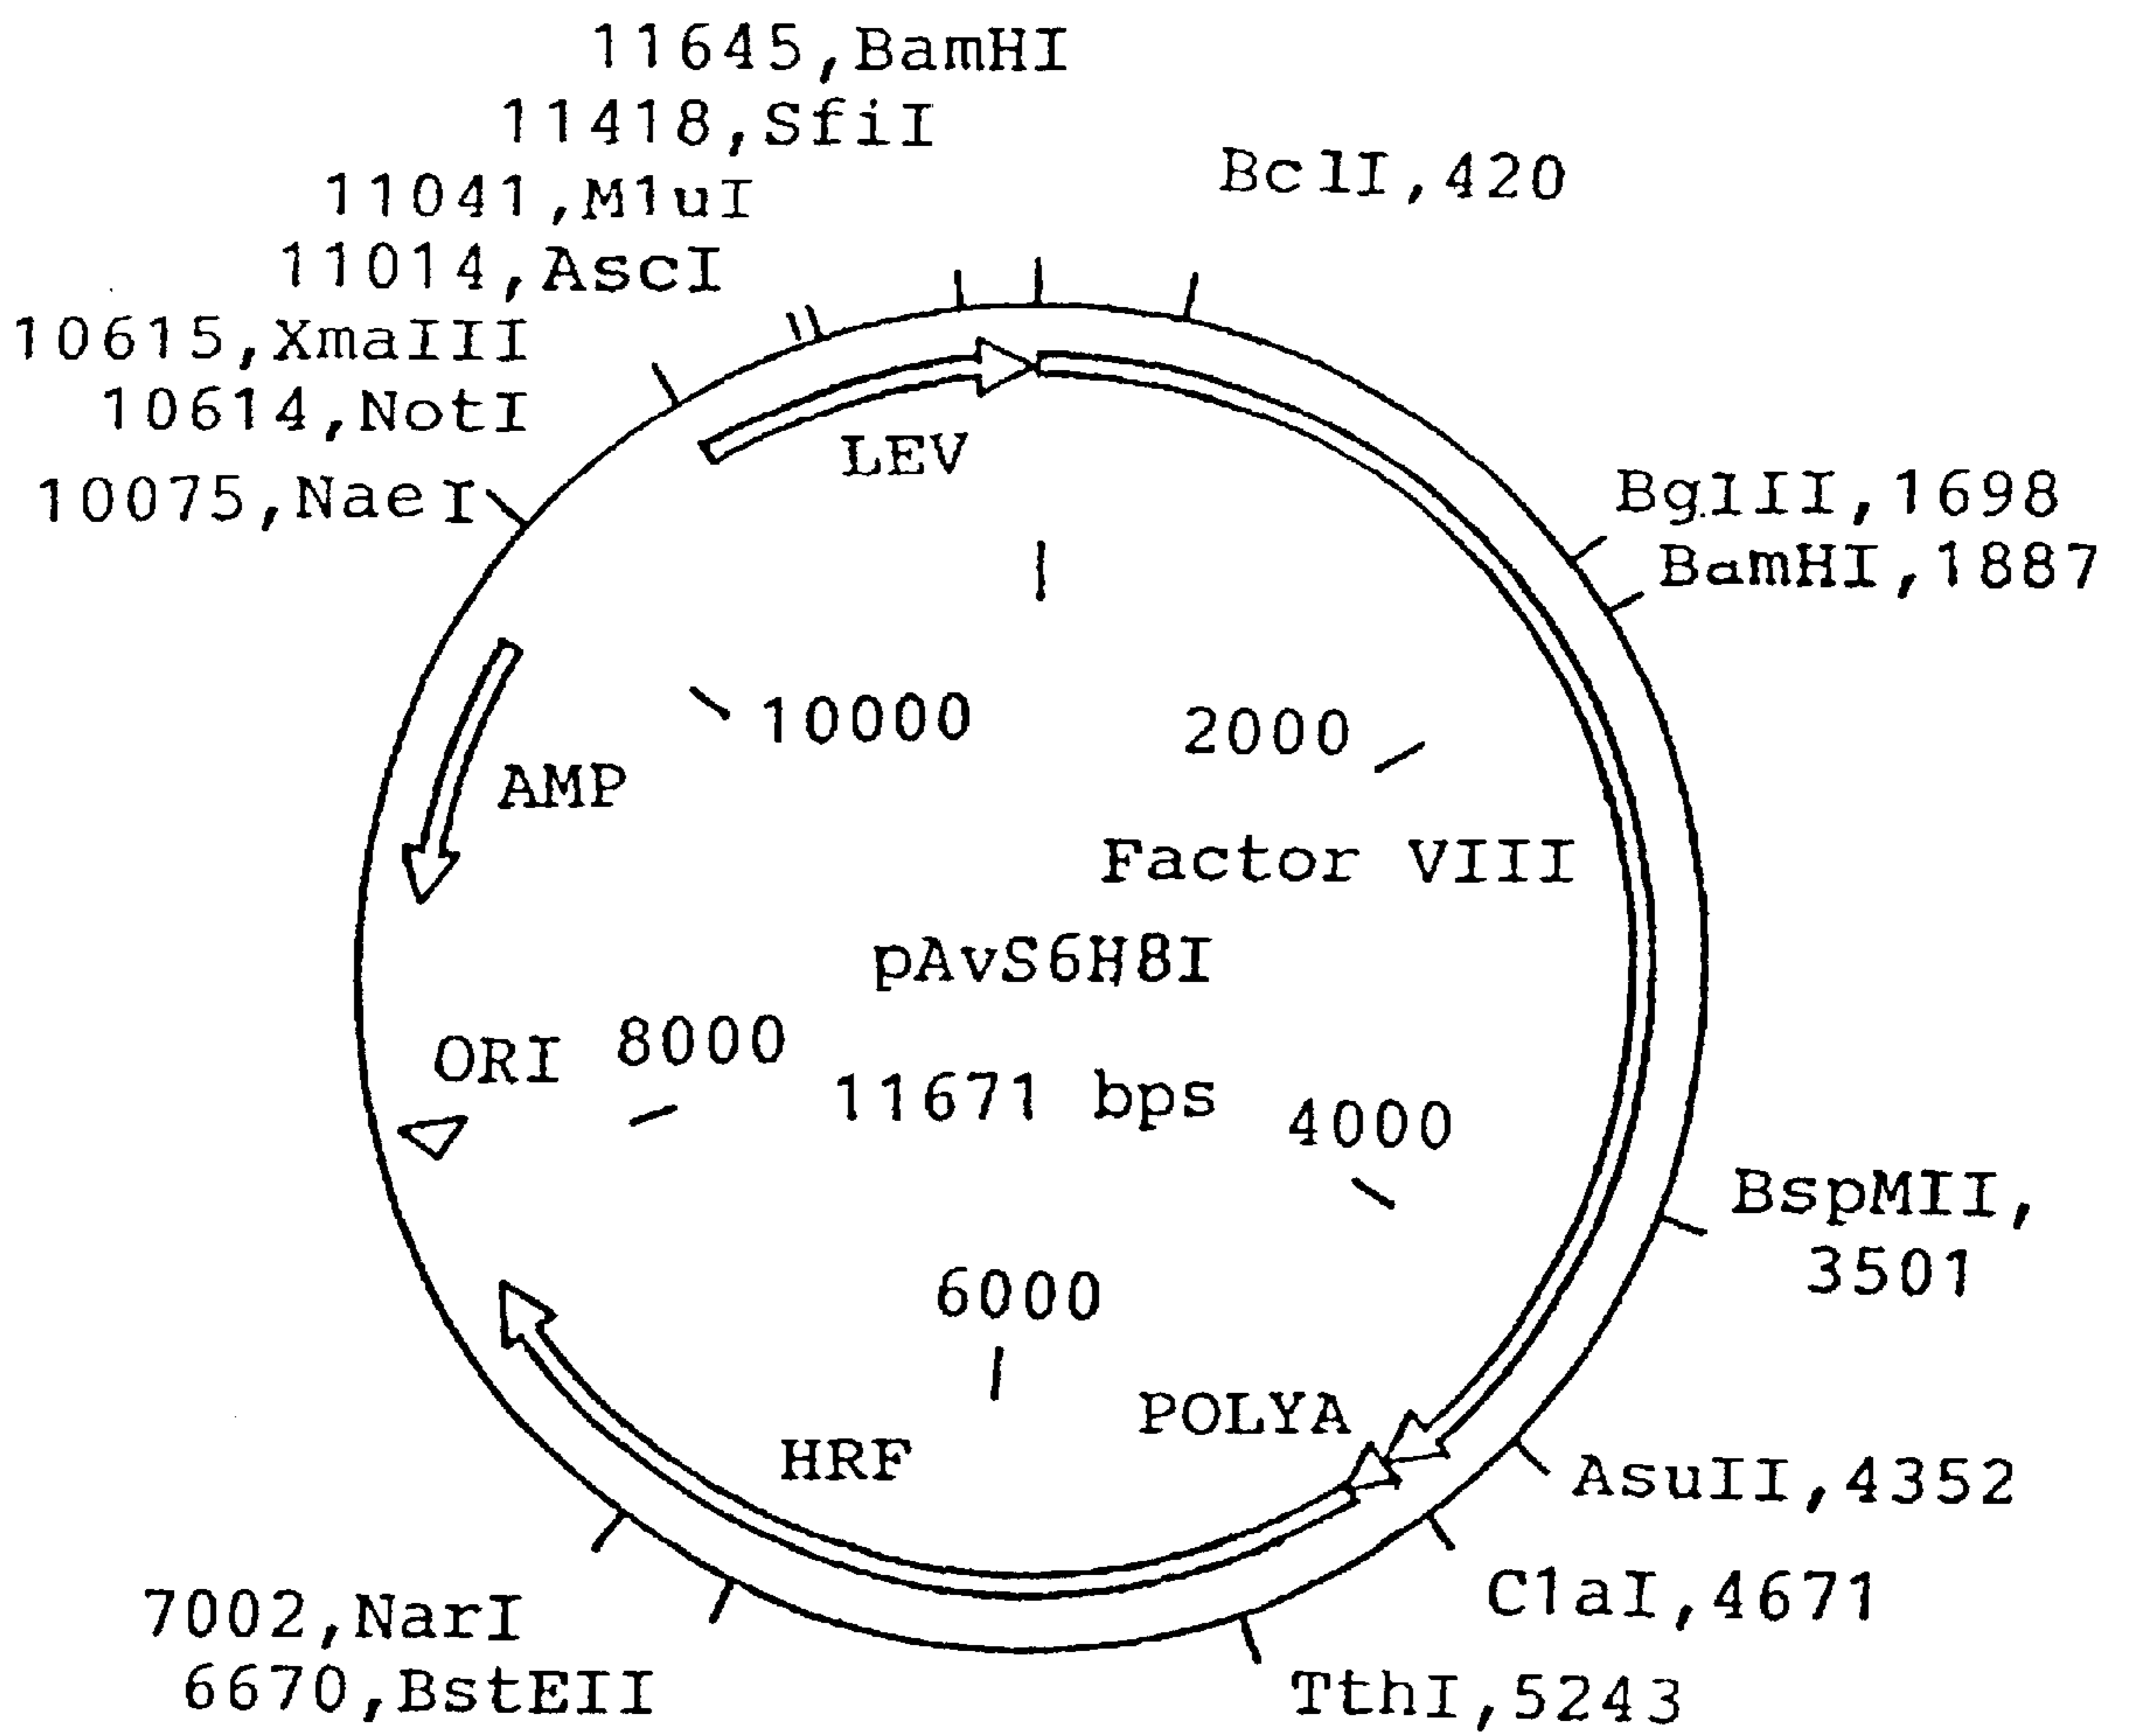 11645,BamHI
11418,SfiI
11041,M1uI
11014,AscI
10615,XmaIII
10614,NotI
10075,NaeI
BclI,420
BglII,1698
BamHI,1887
LEV
10000
2000
AMP
Factor VIII
pAvS6H8I
ORI
8000
11671 bps
4000
BspMII,
3501
6000
POLYA
HRF
AsuII,4352
C1aI,4671
TthI,5243
7002,NarI
6670,BstEII